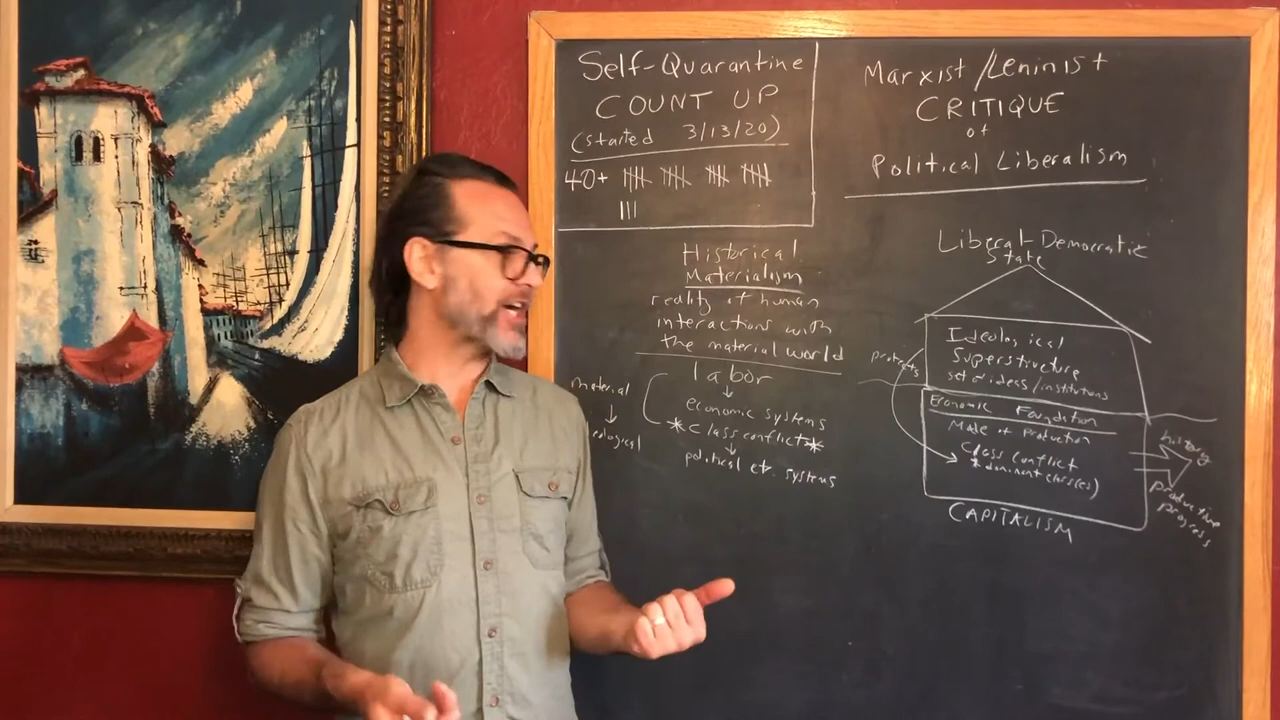 Self-Quarantine
COUNT UP
(started 3/13/20)
40+
Marxist/Leninist
CRITIQUE
of
Political Liberalism
Historical
Materialism
reality of human
interactions with
the material world
labor
economic systems
*Class conflict*
political etc. systems
material
Liberal-Democratic
State
Ideological
Superstructure
set of ideas/institutions
protects
Economic Foundation
Mode of Production
Class conflict
*dominant class(es)
CAPITALISM
history
productive
progress